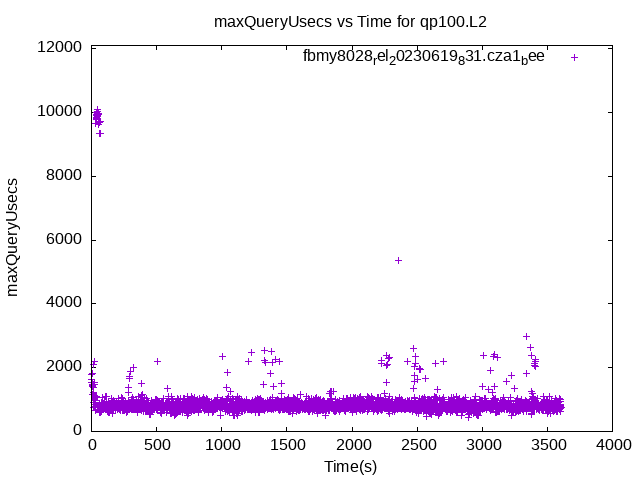 maxQueryUsecs vs Time for qp100.L2
fbmy8028rel20230619831.cza1bee
maxQueryUsecs
12000
10000
8000
6000
4000
2000
0
0 500 1000 1500 2000 2500 3000 3500 4000
Time(s)